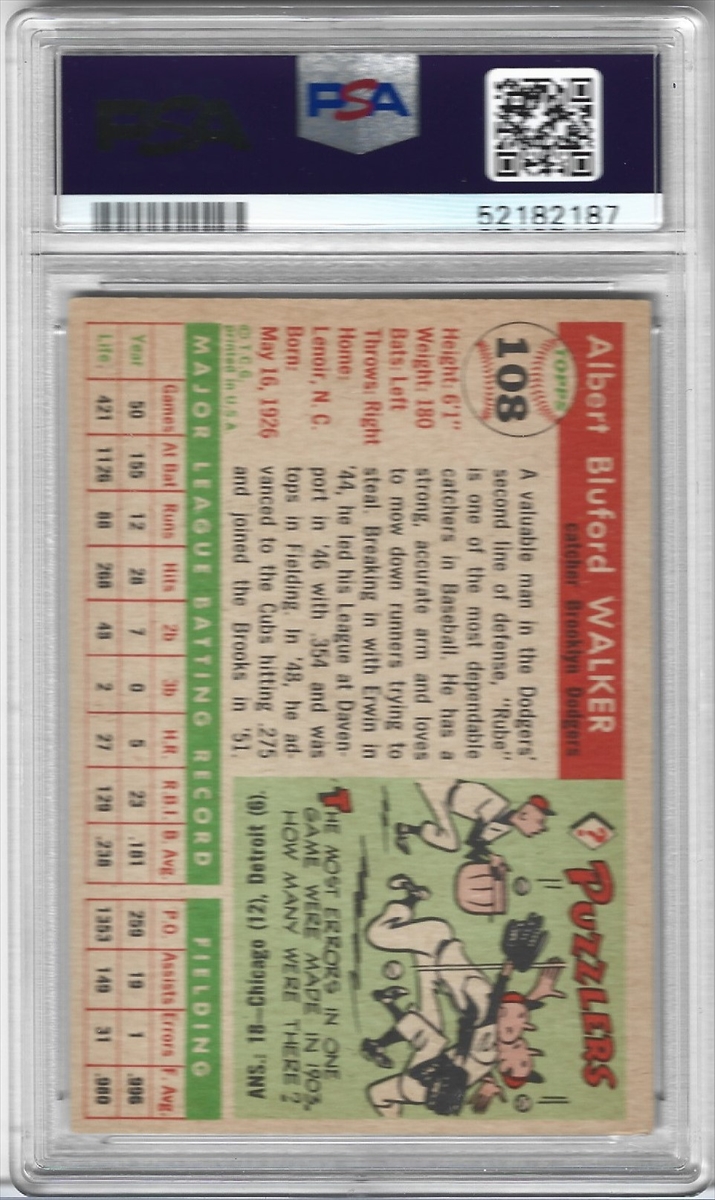 PSA
PSA
52182187
Albert Bluford WALKER
catcher Brooklyn Dodgers
TOPPS
108
Height: 6'1"
Weight: 180
Bats: Left
Throws: Right
Home:
Lenoir, N. C.
Born:
May 16, 1926
© T. C. G.
printed in U.S.A.
A valuable man in the Dodgers'
second line of defense, "Rube"
is one of the most dependable
catchers in Baseball. He has a
strong, accurate arm and loves
to mow down runners trying to
steal. Breaking in with Erwin in
'44, he led his League at Daven-
port in '46 with .354 and was
tops in Fielding. In '48, he ad-
vanced to the Cubs hitting .275
and joined the Brooks in '51.
? PUZZLERS
THE MOST ERRORS IN ONE
GAME WERE MADE IN 1903.
HOW MANY WERE THERE?
ANS.: 18—Chicago (12), Detroit (6).
MAJOR LEAGUE BATTING RECORD FIELDING
Games At Bat Runs Hits 2b 3b H.R. R.B.I. B. Avg. P.O. Assists Errors F. Avg.
Year 50 155 12 28 7 0 5 23 .181 259 19 1 .996
Life 421 1126 88 268 48 2 27 129 .238 1353 149 31 .980